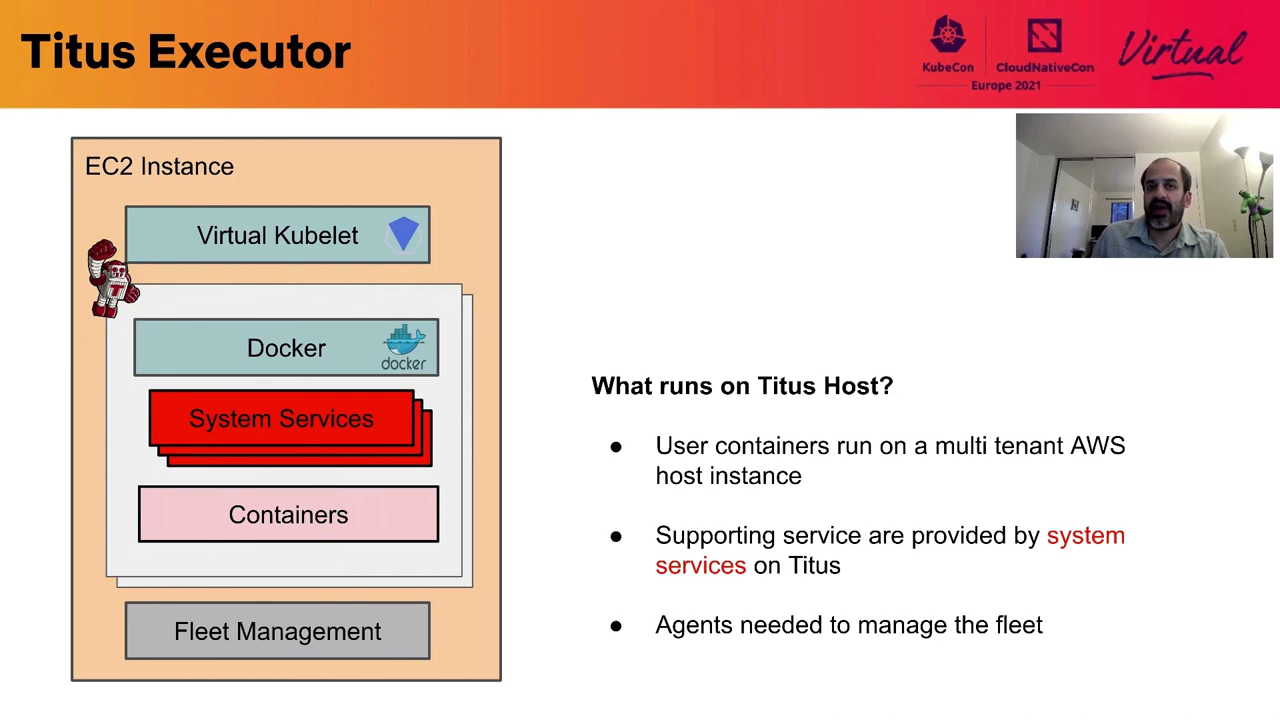 Titus Executor
KubeCon
CloudNativeCon
Europe 2021
Virtual
EC2 Instance
Virtual Kubelet
T
Docker
docker
System Services
Containers
Fleet Management
What runs on Titus Host?
● User containers run on a multi tenant AWS
host instance
● Supporting service are provided by system
services on Titus
● Agents needed to manage the fleet